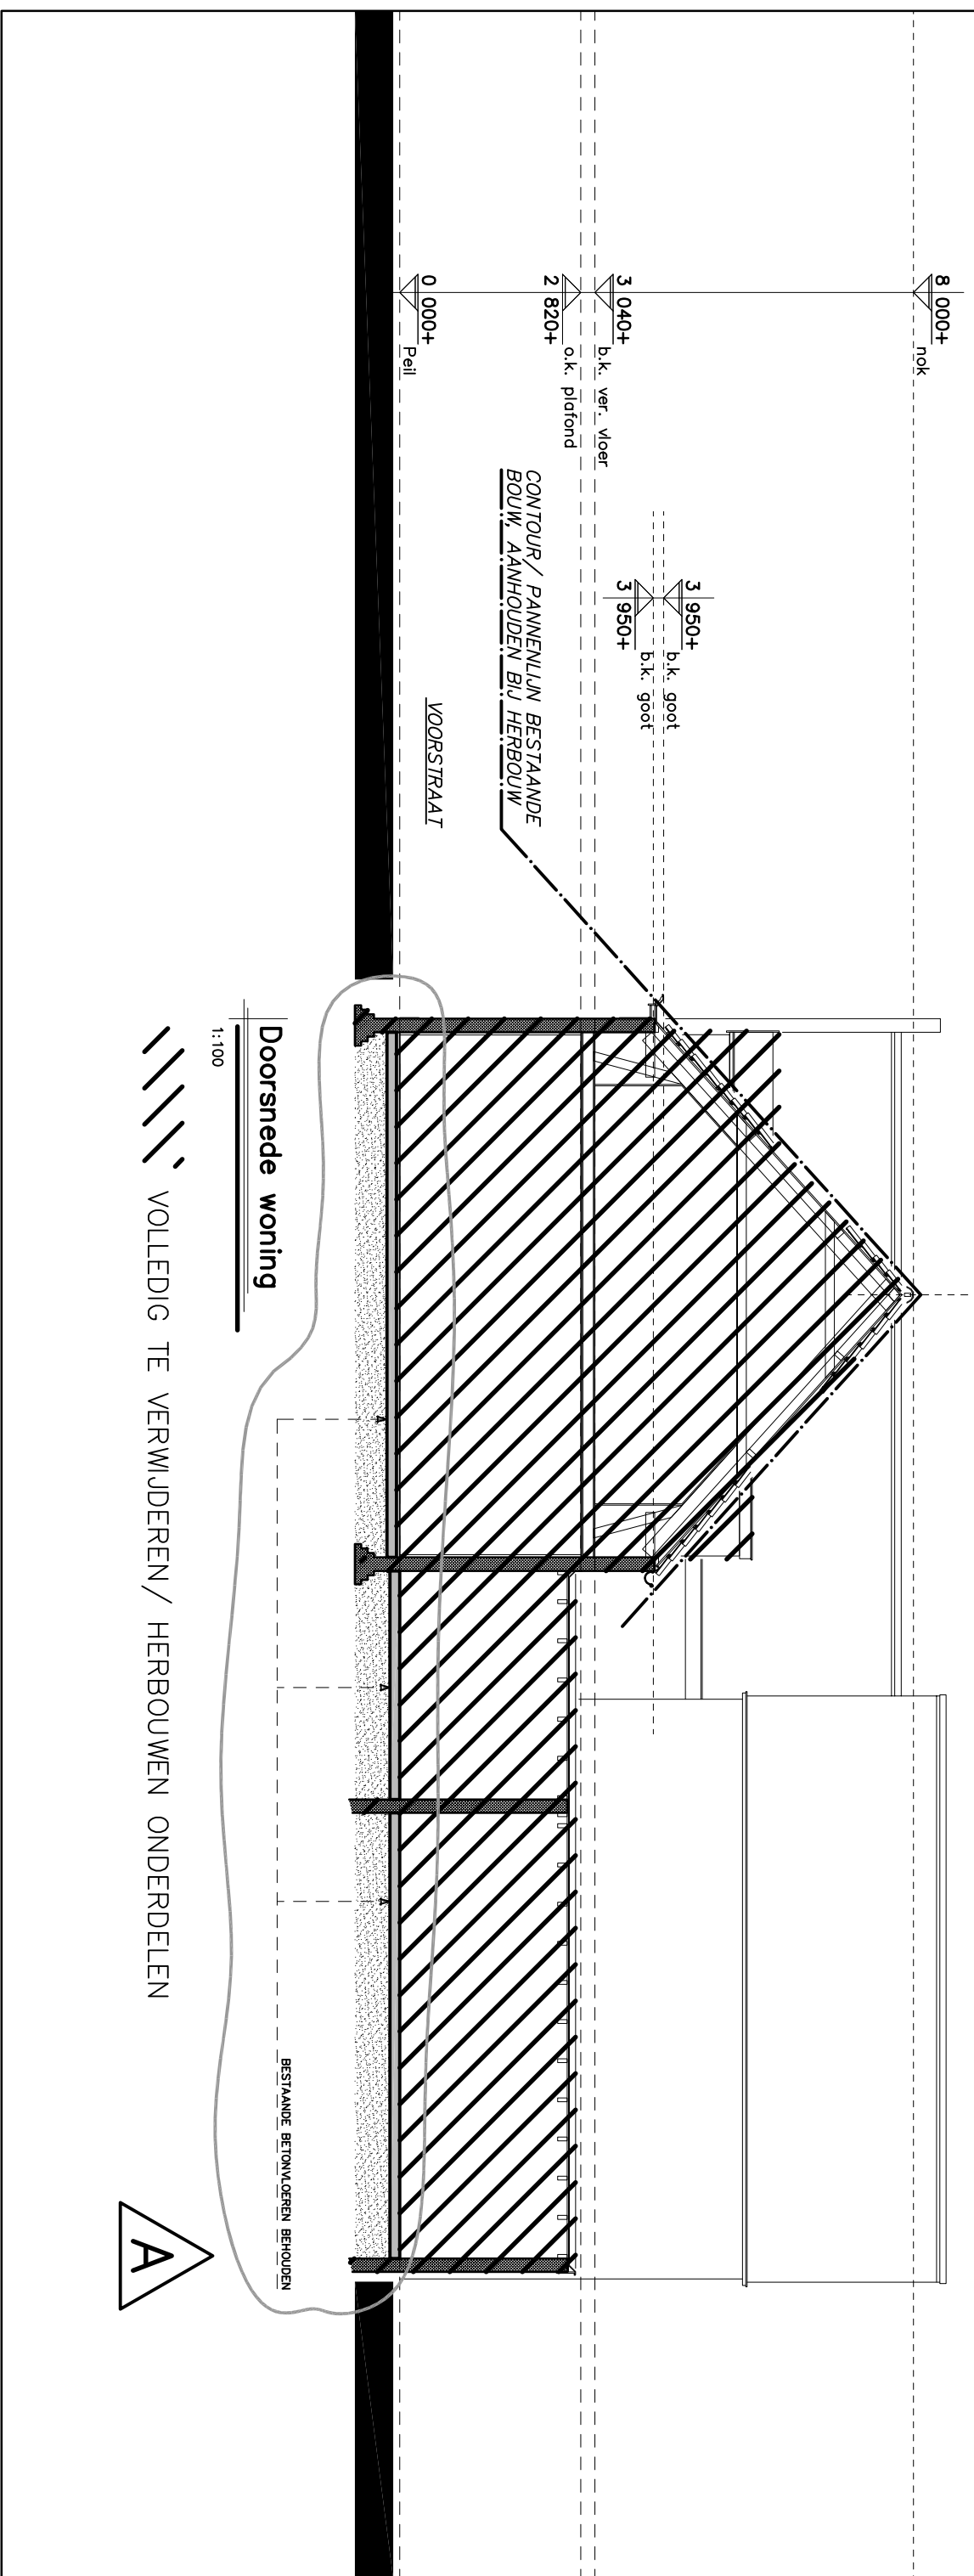 8 000+
nok
3 950+
b.k. goot
3 950+
b.k. goot
3 040+
b.k. ver. vloer
2 820+
o.k. plafond
CONTOUR/ PANNENLIJN BESTAANDE
BOUW, AANHOUDEN BIJ HERBOUW
VOORSTRAAT
0 000+
Peil
BESTAANDE BETONVLOEREN BEHOUDEN
Doorsnede woning
1:100
VOLLEDIG TE VERWIJDEREN/ HERBOUWEN ONDERDELEN
A